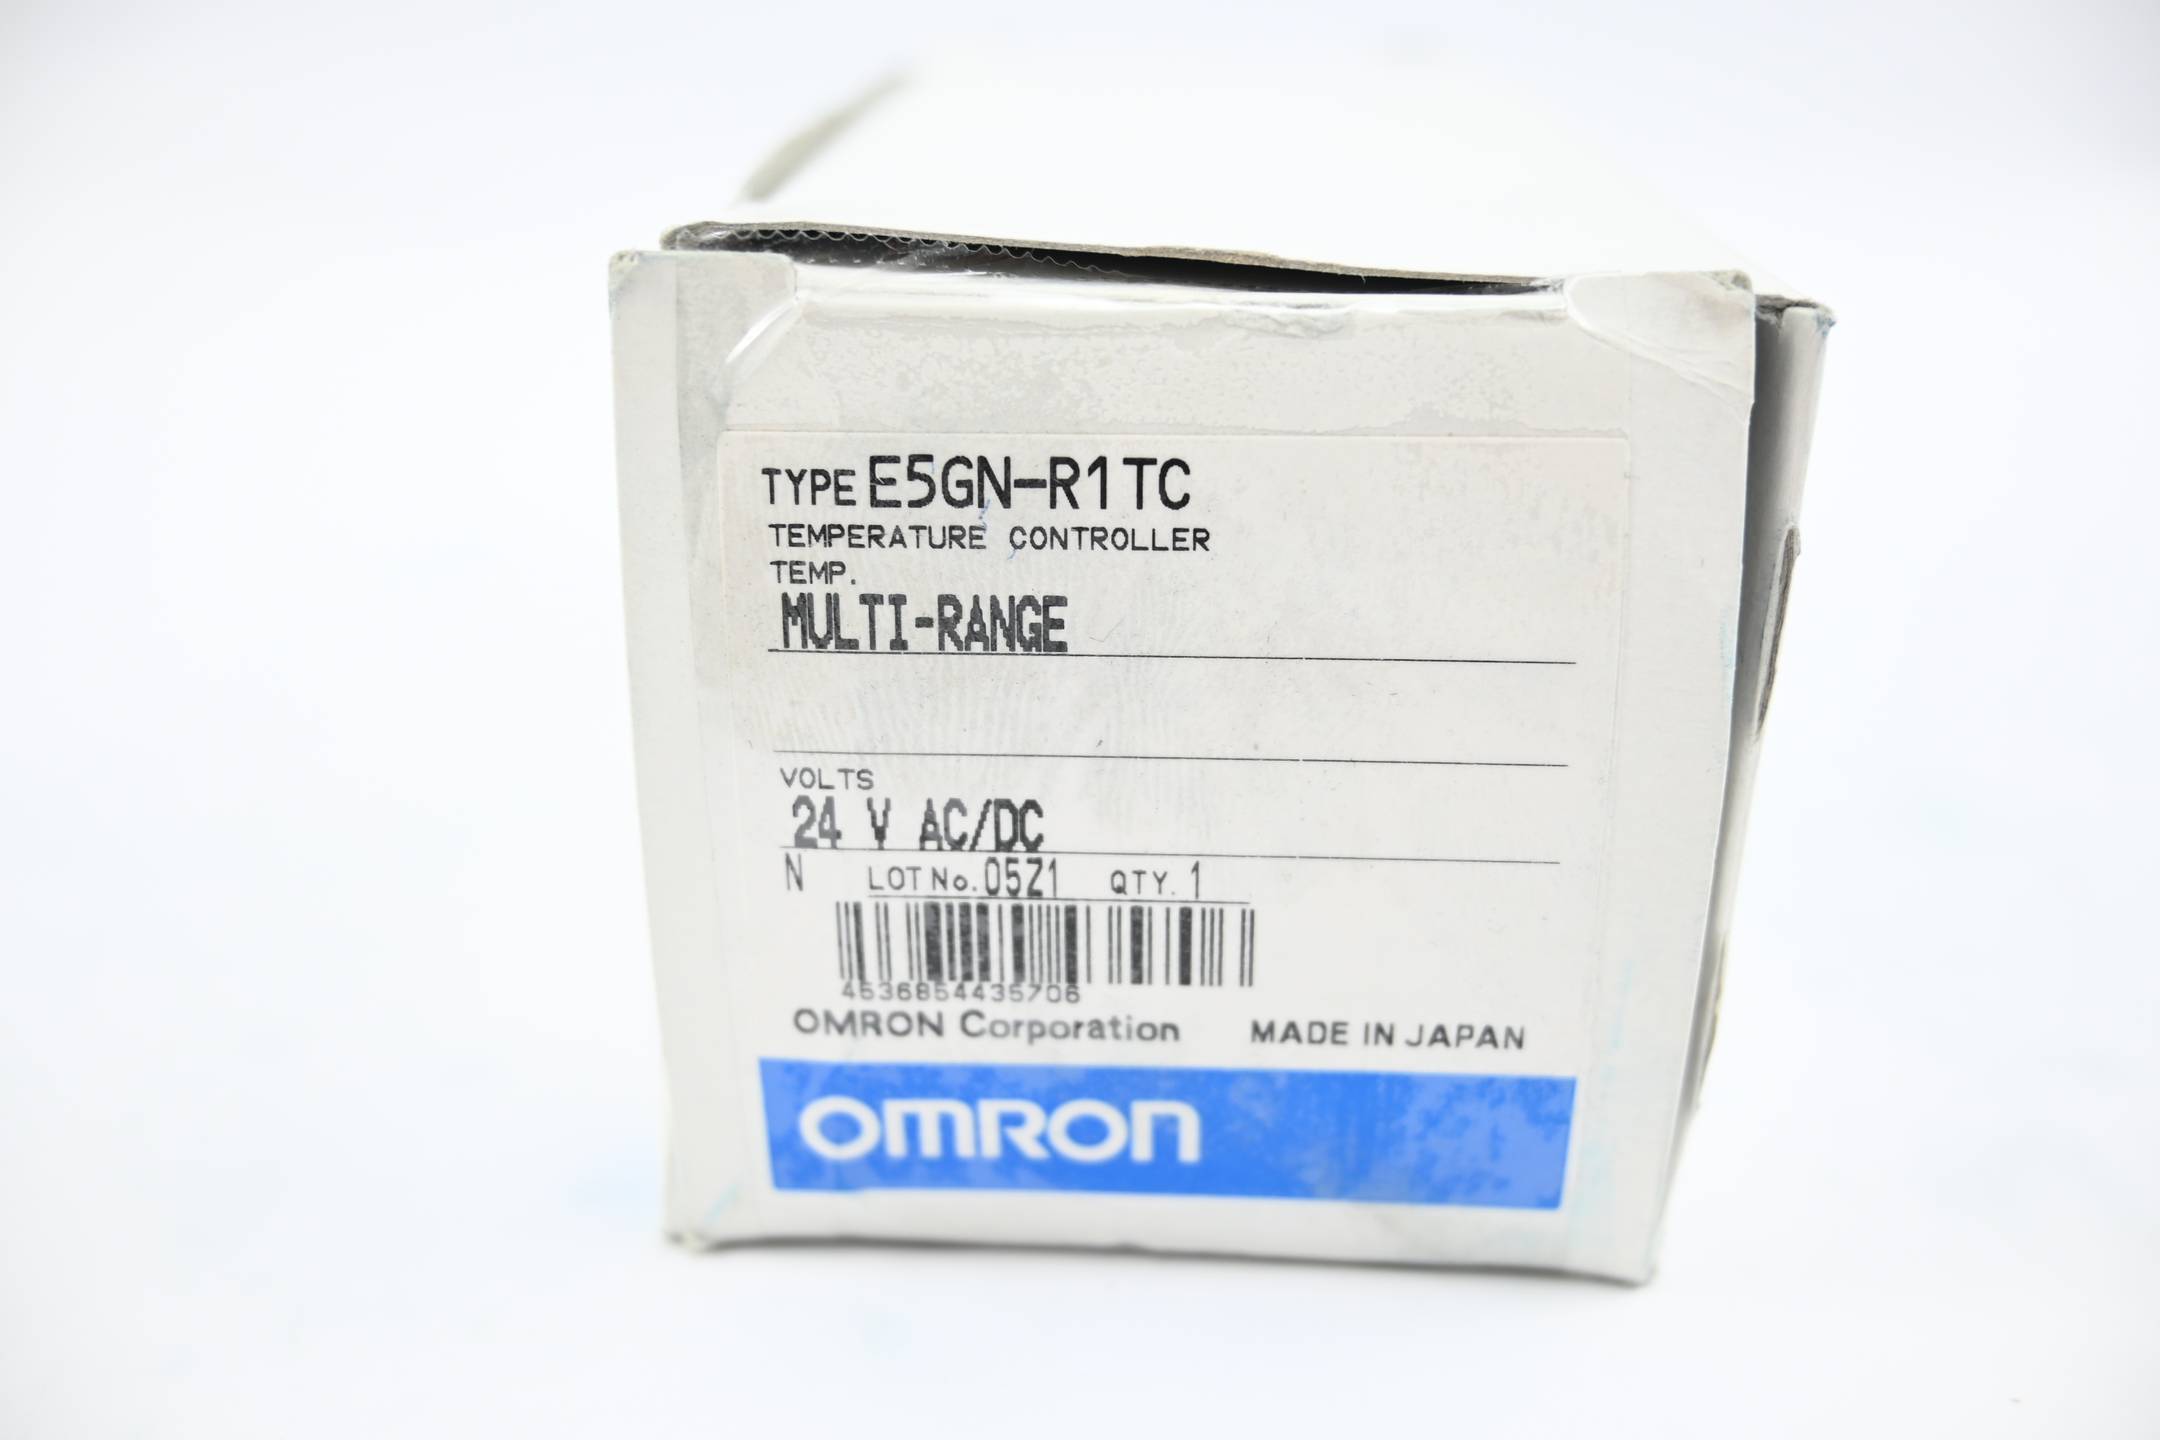 TYPE E5GN-R1TC
TEMPERATURE CONTROLLER
TEMP.
MULTI-RANGE
VOLTS
24 V AC/DC
N LOT No. 05Z1 QTY. 1
4536854435706
OMRON Corporation MADE IN JAPAN
OMRON